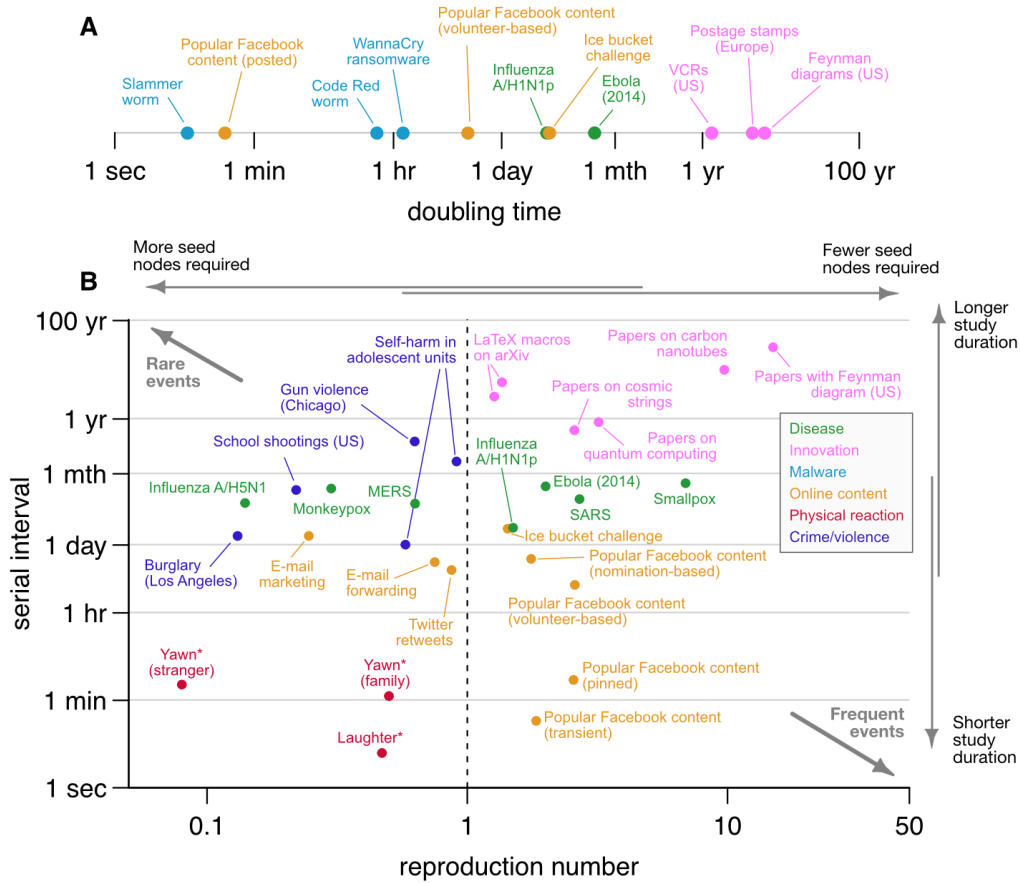 A
Slammer
worm
Popular Facebook
content (posted)
WannaCry
ransomware
Code Red
worm
Popular Facebook content
(volunteer-based)
Influenza
A/H1N1p
Ice bucket
challenge
Ebola
(2014)
Postage stamps
(Europe)
VCRs
(US)
Feynman
diagrams (US)
1 sec
1 min
1 hr
1 day
1 mth
1 yr
100 yr
doubling time
More seed
nodes required
Fewer seed
nodes required
B
100 yr
1 yr
1 mth
1 day
1 hr
1 min
1 sec
serial interval
Rare
events
Self-harm in
adolescent units
Gun violence
(Chicago)
School shootings (US)
Influenza A/H5N1
Monkeypox
MERS
Burglary
(Los Angeles)
E-mail
marketing
E-mail
forwarding
Twitter
retweets
Yawn*
(stranger)
Yawn*
(family)
Laughter*
LaTeX macros
on arXiv
Papers on carbon
nanotubes
Papers with Feynman
diagram (US)
Papers on cosmic
strings
Papers on
quantum computing
Influenza
A/H1N1p
Ebola (2014)
SARS
Smallpox
Ice bucket challenge
Popular Facebook content
(nomination-based)
Popular Facebook content
(volunteer-based)
Popular Facebook content
(pinned)
Popular Facebook content
(transient)
Disease
Innovation
Malware
Online content
Physical reaction
Crime/violence
Frequent
events
Longer
study
duration
Shorter
study
duration
0.1
1
10
50
reproduction number